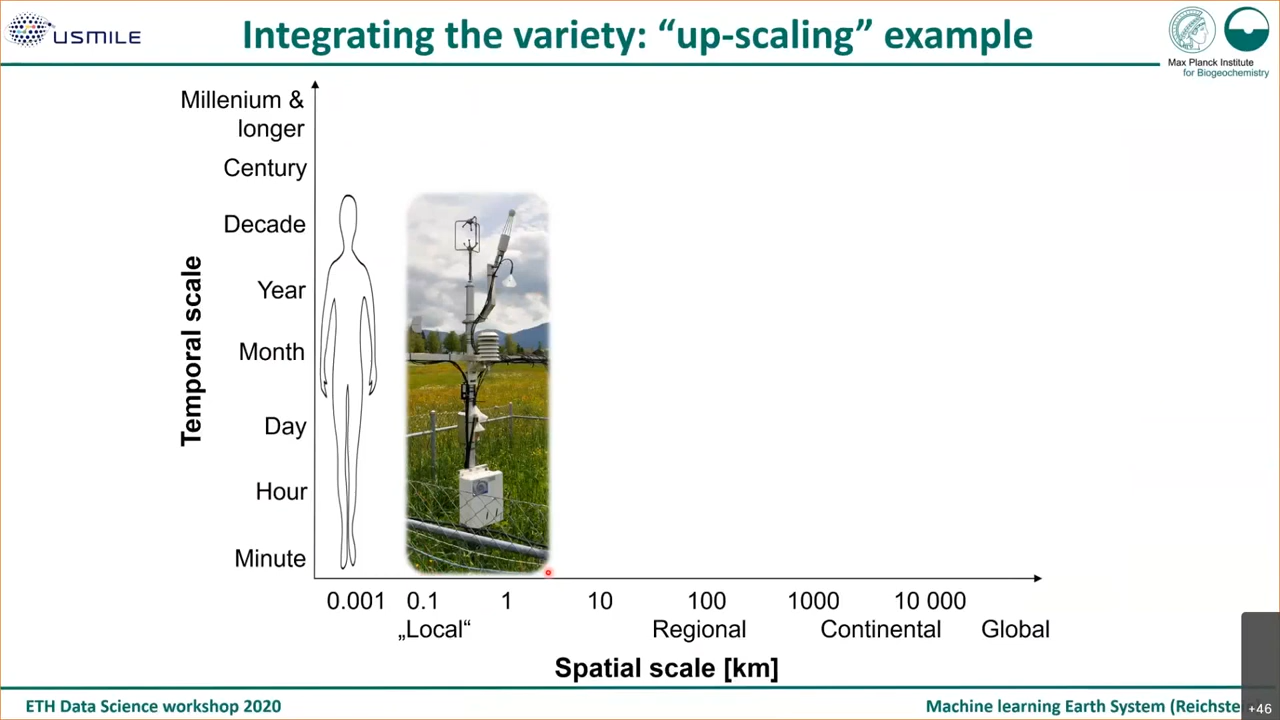 USMILE
Integrating the variety: “up-scaling” example
Max Planck Institute
for Biogeochemistry
Millenium &
longer
Century
Decade
Year
Month
Day
Hour
Minute
Temporal scale
0.001 0.1 1 10 100 1000 10 000
„Local“ Regional Continental Global
Spatial scale [km]
ETH Data Science workshop 2020
Machine learning Earth System
+46